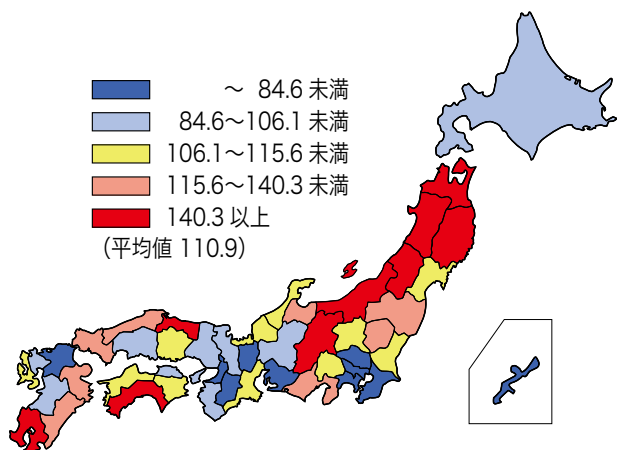 ～ 84.6 未満
84.6～106.1 未満
106.1～115.6 未満
115.6～140.3 未満
140.3 以上
（平均値 110.9）